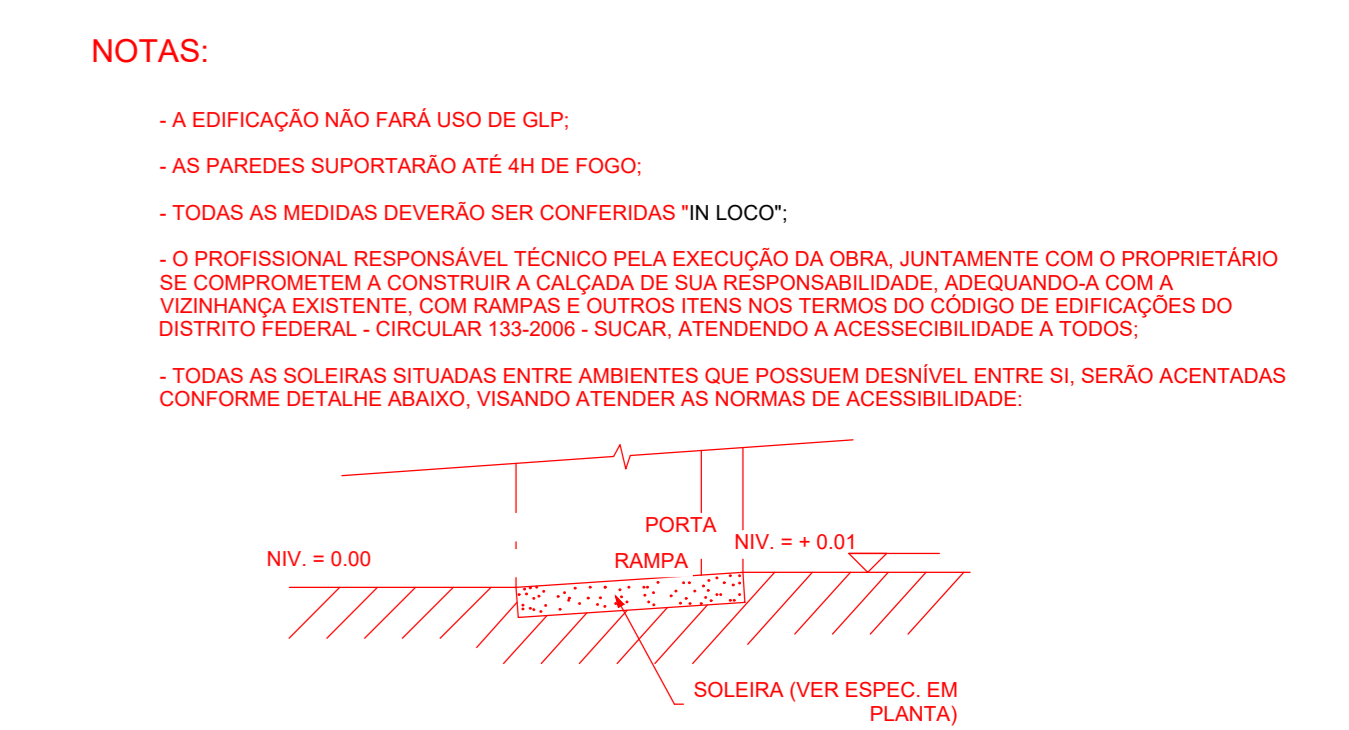 NOTAS:
- A EDIFICAÇÃO NÃO FARÁ USO DE GLP;
- AS PAREDES SUPORTARÃO ATÉ 4H DE FOGO;
- TODAS AS MEDIDAS DEVERÃO SER CONFERIDAS "IN LOCO";
- O PROFISSIONAL RESPONSÁVEL TÉCNICO PELA EXECUÇÃO DA OBRA, JUNTAMENTE COM O PROPRIETÁRIO
SE COMPROMETEM A CONSTRUIR A CALÇADA DE SUA RESPONSABILIDADE, ADEQUANDO-A COM A
VIZINHANÇA EXISTENTE, COM RAMPAS E OUTROS ITENS NOS TERMOS DO CÓDIGO DE EDIFICAÇÕES DO
DISTRITO FEDERAL - CIRCULAR 133-2006 - SUCAR, ATENDENDO A ACESSECIBILIDADE A TODOS;
- TODAS AS SOLEIRAS SITUADAS ENTRE AMBIENTES QUE POSSUEM DESNÍVEL ENTRE SI, SERÃO ACENTADAS
CONFORME DETALHE ABAIXO, VISANDO ATENDER AS NORMAS DE ACESSIBILIDADE:
PORTA
NIV. = + 0.01
NIV. = 0.00
RAMPA
SOLEIRA (VER ESPEC. EM
PLANTA)